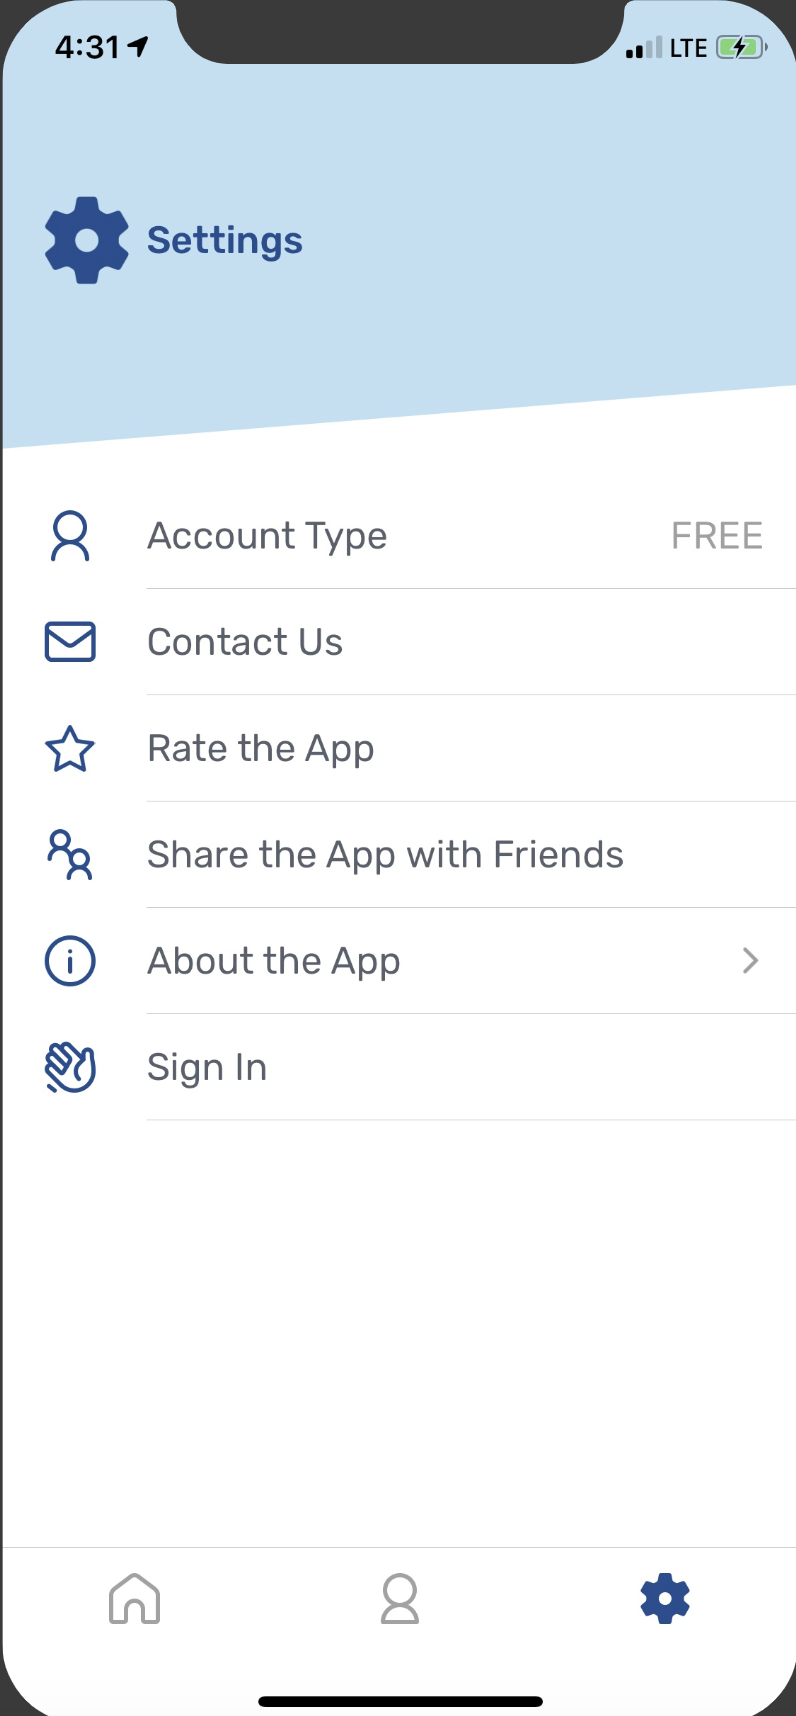 4:31 LTE
Settings
Account Type FREE
Contact Us
Rate the App
Share the App with Friends
About the App
Sign In